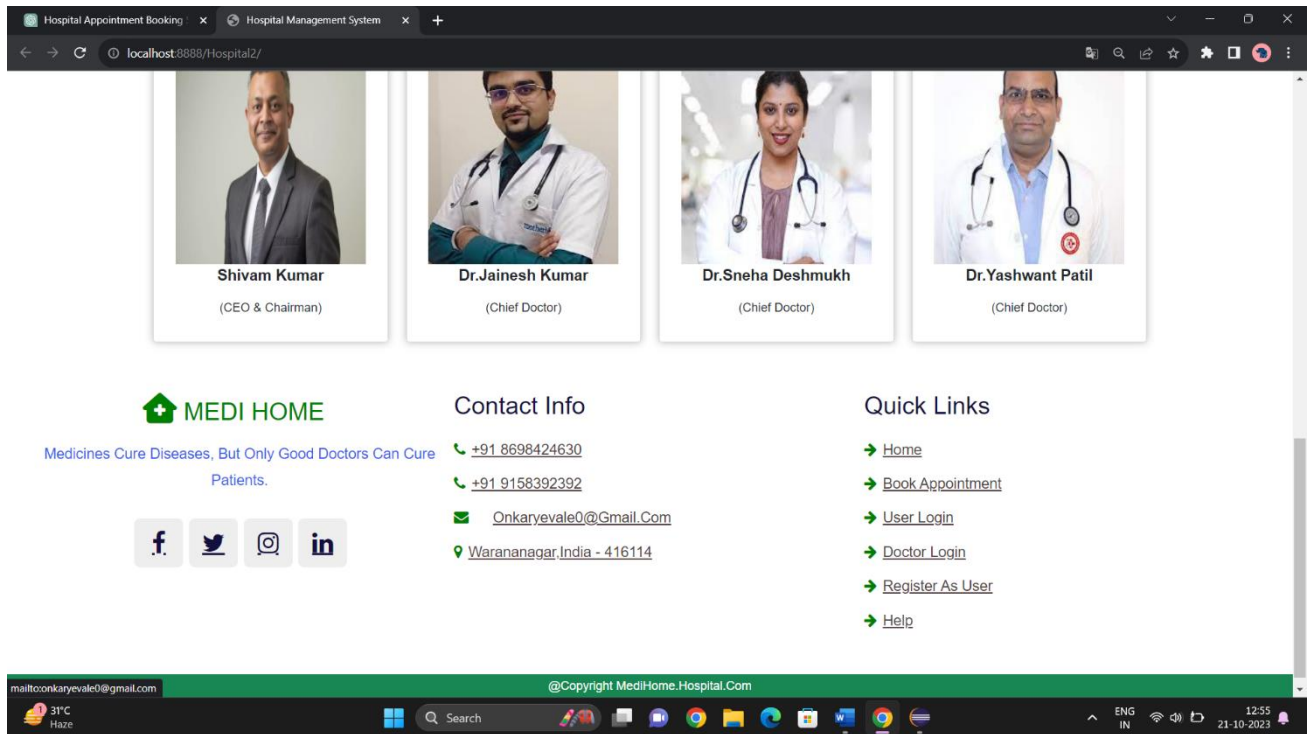 Hospital Appointment Booking
Hospital Management System
localhost:8888/Hospital2/
Shivam Kumar
(CEO & Chairman)
Dr.Jainesh Kumar
(Chief Doctor)
Dr.Sneha Deshmukh
(Chief Doctor)
Dr.Yashwant Patil
(Chief Doctor)
MEDI HOME
Medicines Cure Diseases, But Only Good Doctors Can Cure
Patients.
Contact Info
+91 8698424630
+91 9158392392
Onkaryevale0@Gmail.Com
Warananagar,India - 416114
Quick Links
Home
Book Appointment
User Login
Doctor Login
Register As User
Help
mailto:onkaryevale0@gmail.com
@Copyright MediHome.Hospital.Com
1
31°C
Haze
Search
ENG
IN
12:55
21-10-2023